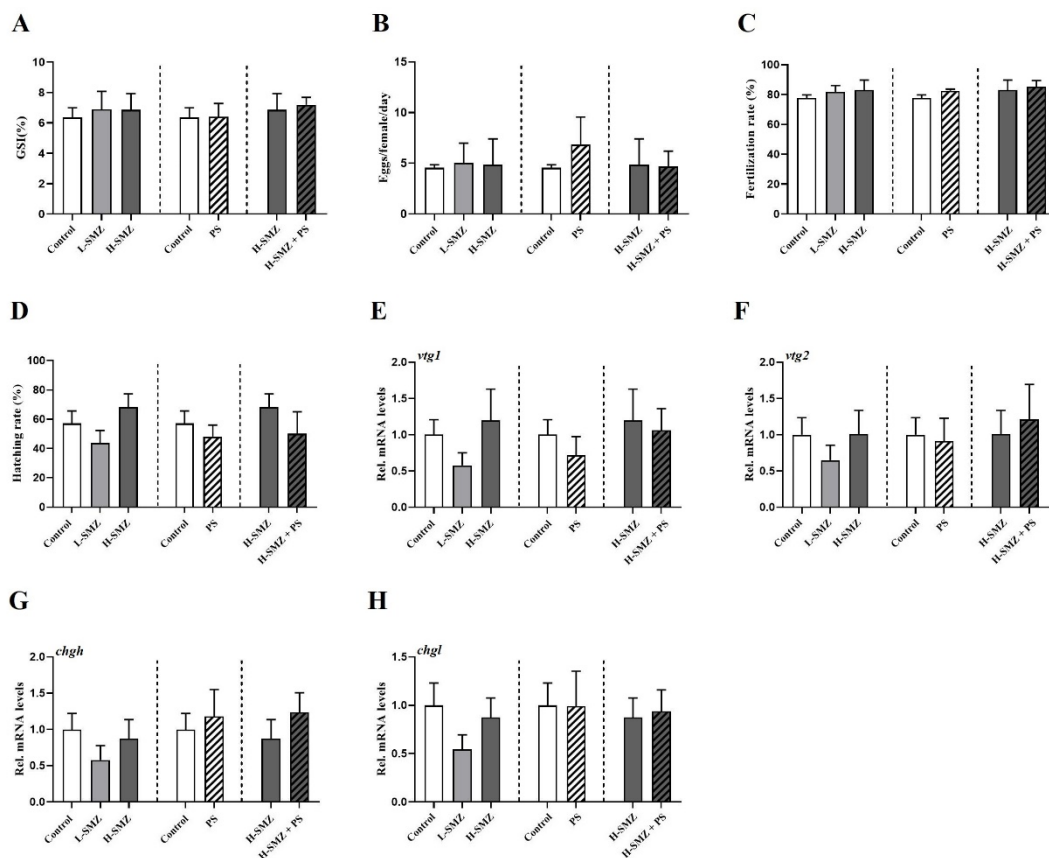 A
GSI(%)
10
8
6
4
2
0
Control
L-SMZ
H-SMZ
Control
PS
H-SMZ
H-SMZ + PS
B
Eggs/female/day
15
10
5
0
Control
L-SMZ
H-SMZ
Control
PS
H-SMZ
H-SMZ + PS
C
Fertilization rate (%)
100
80
60
40
20
0
Control
L-SMZ
H-SMZ
Control
PS
H-SMZ
H-SMZ + PS
D
Hatching rate (%)
100
80
60
40
20
0
Control
L-SMZ
H-SMZ
Control
PS
H-SMZ
H-SMZ + PS
E
vtg1
Rel. mRNA levels
2.0
1.5
1.0
0.5
0.0
Control
L-SMZ
H-SMZ
Control
PS
H-SMZ
H-SMZ + PS
F
vtg2
Rel. mRNA levels
2.0
1.5
1.0
0.5
0.0
Control
L-SMZ
H-SMZ
Control
PS
H-SMZ
H-SMZ + PS
G
chgh
Rel. mRNA levels
2.0
1.5
1.0
0.5
0.0
Control
L-SMZ
H-SMZ
Control
PS
H-SMZ
H-SMZ + PS
H
chgl
Rel. mRNA levels
1.5
1.0
0.5
0.0
Control
L-SMZ
H-SMZ
Control
PS
H-SMZ
H-SMZ + PS